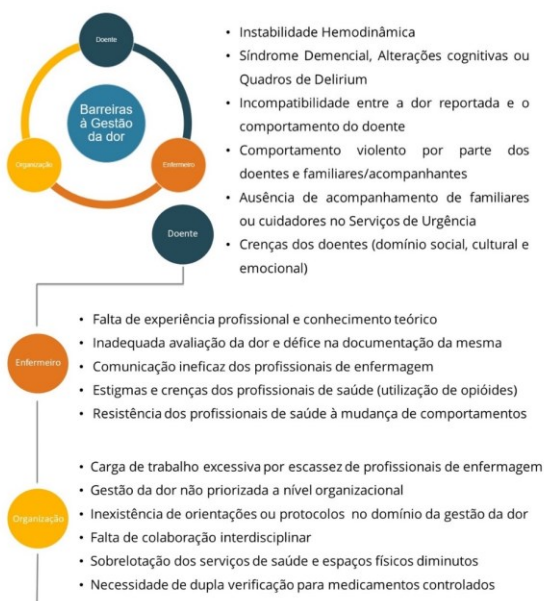 Doente
Barreiras
à Gestão
da dor
Organização
Enfermeiro
• Instabilidade Hemodinâmica
• Síndrome Demencial, Alterações cognitivas ou
Quadros de Delirium
• Incompatibilidade entre a dor reportada e o
comportamento do doente
• Comportamento violento por parte dos
doentes e familiares/acompanhantes
• Ausência de acompanhamento de familiares
ou cuidadores no Serviços de Urgência
• Crenças dos doentes (domínio social, cultural e
emocional)
Doente
• Falta de experiência profissional e conhecimento teórico
• Inadequada avaliação da dor e défice na documentação da mesma
• Comunicação ineficaz dos profissionais de enfermagem
• Estigmas e crenças dos profissionais de saúde (utilização de opióides)
• Resistência dos profissionais de saúde à mudança de comportamentos
Enfermeiro
• Carga de trabalho excessiva por escassez de profissionais de enfermagem
• Gestão da dor não priorizada a nível organizacional
• Inexistência de orientações ou protocolos no domínio da gestão da dor
• Falta de colaboração interdisciplinar
• Sobrelotação dos serviços de saúde e espaços físicos diminutos
• Necessidade de dupla verificação para medicamentos controlados
Organização